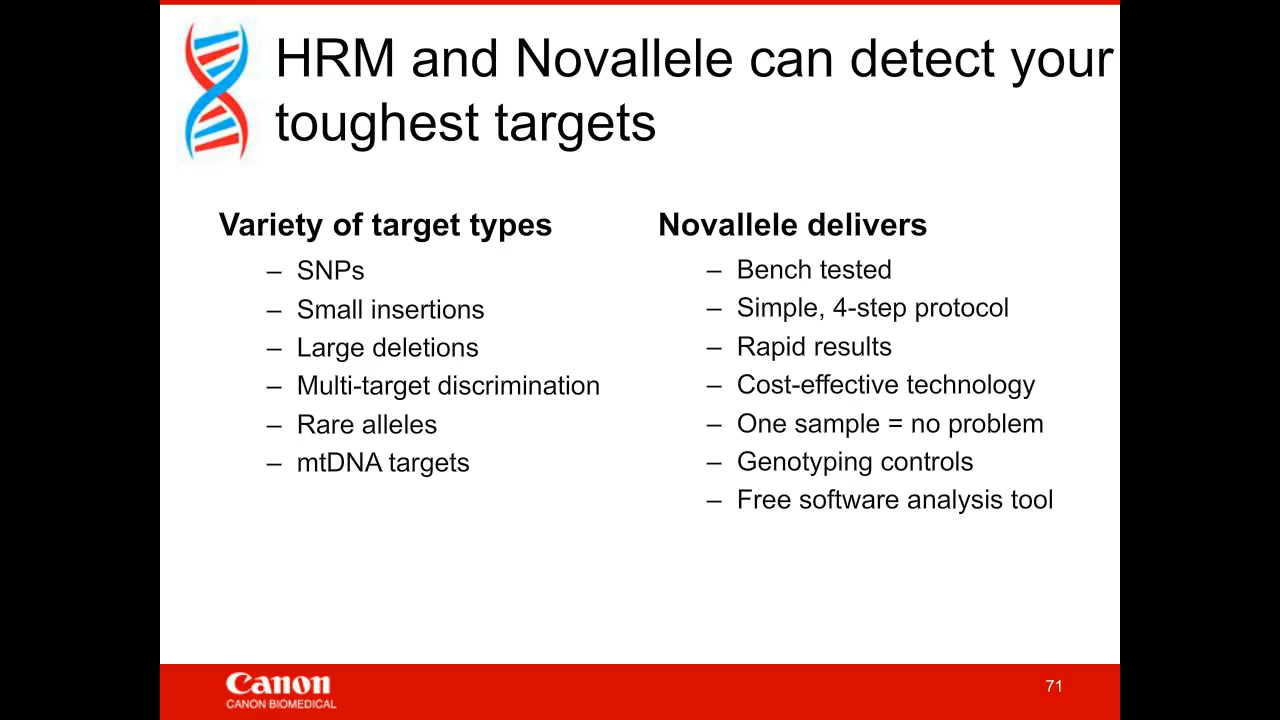 HRM and Novallele can detect your
toughest targets
Variety of target types
– SNPs
– Small insertions
– Large deletions
– Multi-target discrimination
– Rare alleles
– mtDNA targets
Novallele delivers
– Bench tested
– Simple, 4-step protocol
– Rapid results
– Cost-effective technology
– One sample = no problem
– Genotyping controls
– Free software analysis tool
Canon
CANON BIOMEDICAL
71